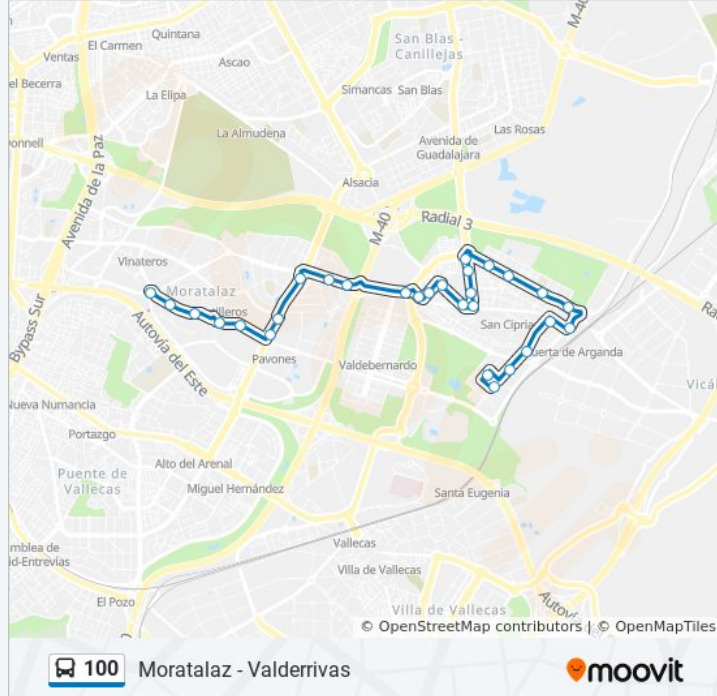 M-40
Quintana
El Carmen
San Blas -
Canillejas
Ventas
Ascao
el Becerra
La Elipa
Simancas
San Blas
Las Rosas
La Almudena
Avenida de
Guadalajara
Avenida de la Paz
Alsacia
M-40
Radial 3
Vinateros
Moratalaz
San Cipria
Bypass Sur
Autovía del Este
Pavones
Valdebernardo
uerta de Arganda
Nueva Numancia
Portazgo
Alto del Arenal
Puente de
Vallecas
Miguel Hernández
Santa Eugenia
Vallecas
Villa de Vallecas
El Pozo
Villa de Vallecas
© OpenStreetMap contributors | © OpenMapTiles
100 Moratalaz - Valderrivas
moovit